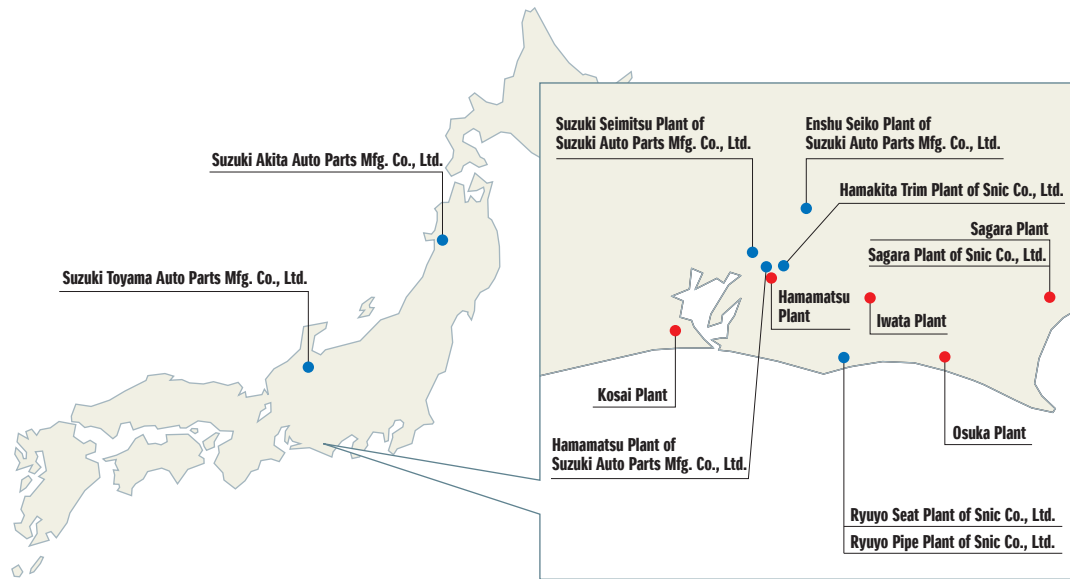 Suzuki Akita Auto Parts Mfg. Co., Ltd.
Suzuki Toyama Auto Parts Mfg. Co., Ltd.
Suzuki Seimitsu Plant of
Suzuki Auto Parts Mfg. Co., Ltd.
Enshu Seiko Plant of
Suzuki Auto Parts Mfg. Co., Ltd.
Hamakita Trim Plant of Snic Co., Ltd.
Sagara Plant
Sagara Plant of Snic Co., Ltd.
Hamamatsu
Plant
Iwata Plant
Kosai Plant
Osuka Plant
Hamamatsu Plant of
Suzuki Auto Parts Mfg. Co., Ltd.
Ryuyo Seat Plant of Snic Co., Ltd.
Ryuyo Pipe Plant of Snic Co., Ltd.